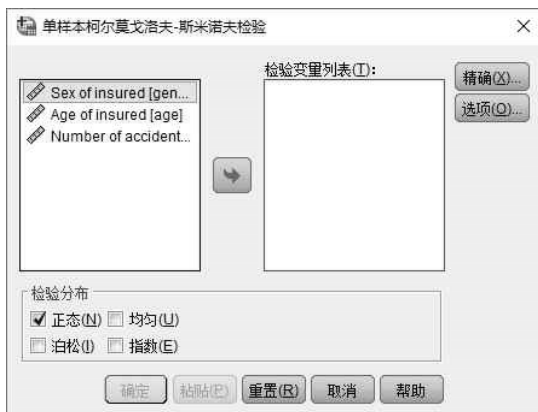 单样本柯尔莫戈洛夫-斯米诺夫检验
检验变量列表(T):
Sex of insured [gen...
Age of insured [age]
Number of accident...
精确(X)...
选项(O)...
检验分布
正态(N) 均匀(U)
泊松(I) 指数(E)
确定 粘贴(P) 重置(R) 取消 帮助